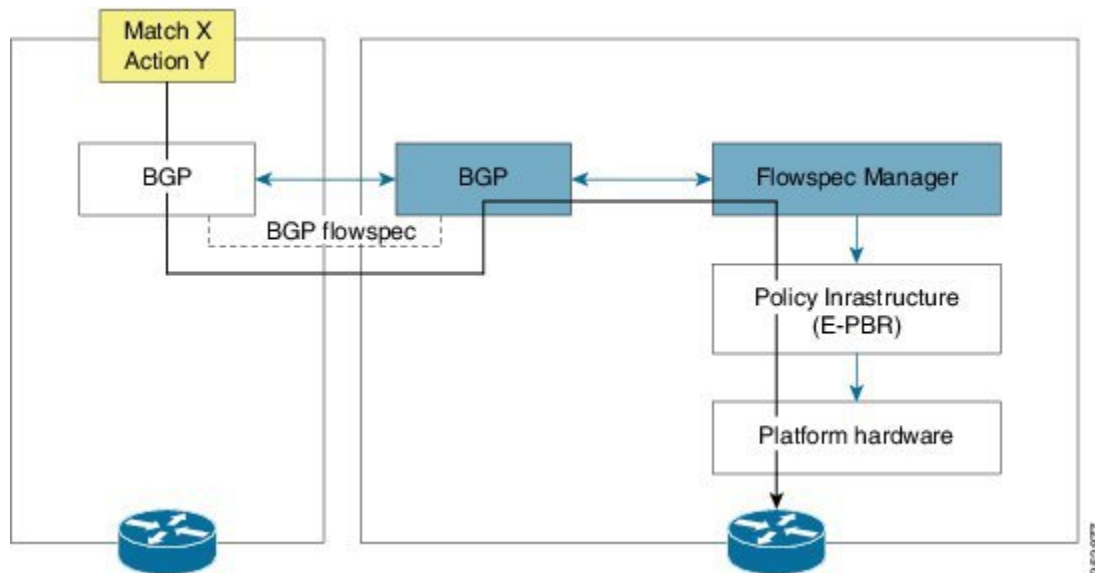 Match X
Action Y
BGP
BGP
Flowspec Manager
BGP flowspec
Policy Inrastructure
(E-PBR)
Platform hardware